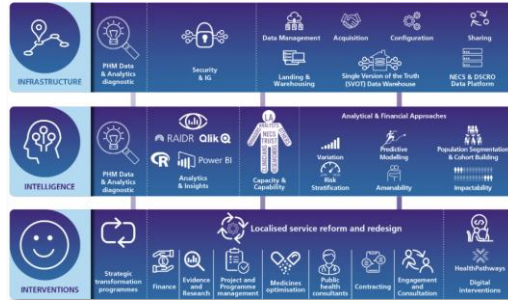 INFRASTRUCTURE
PHM Data
& Analytics
diagnostic
Security
& IG
Data Management
Acquisition
Configuration
Sharing
Landing &
Warehousing
Single Version of the Truth
(SVOT) Data Warehouse
NECS & DSCRO
Data Platform
INTELLIGENCE
PHM Data
& Analytics
diagnostic
RAIDR
Qlik
R
Power BI
Analytics
& Insights
LA
ANALYSTS
NECS
TRUST
Capacity &
Capability
Analytical & Financial Approaches
Variation
Predictive
Modelling
Population Segmentation
& Cohort Building
Risk
Stratification
Amenability
Impactability
INTERVENTIONS
Strategic
transformation
programmes
Localised service reform and redesign
Finance
Evidence
and
Research
Project and
Programme
management
Medicines
optimisation
Public
health
consultants
Contracting
Engagement and
Consultation
HealthPathways
Digital
interventions